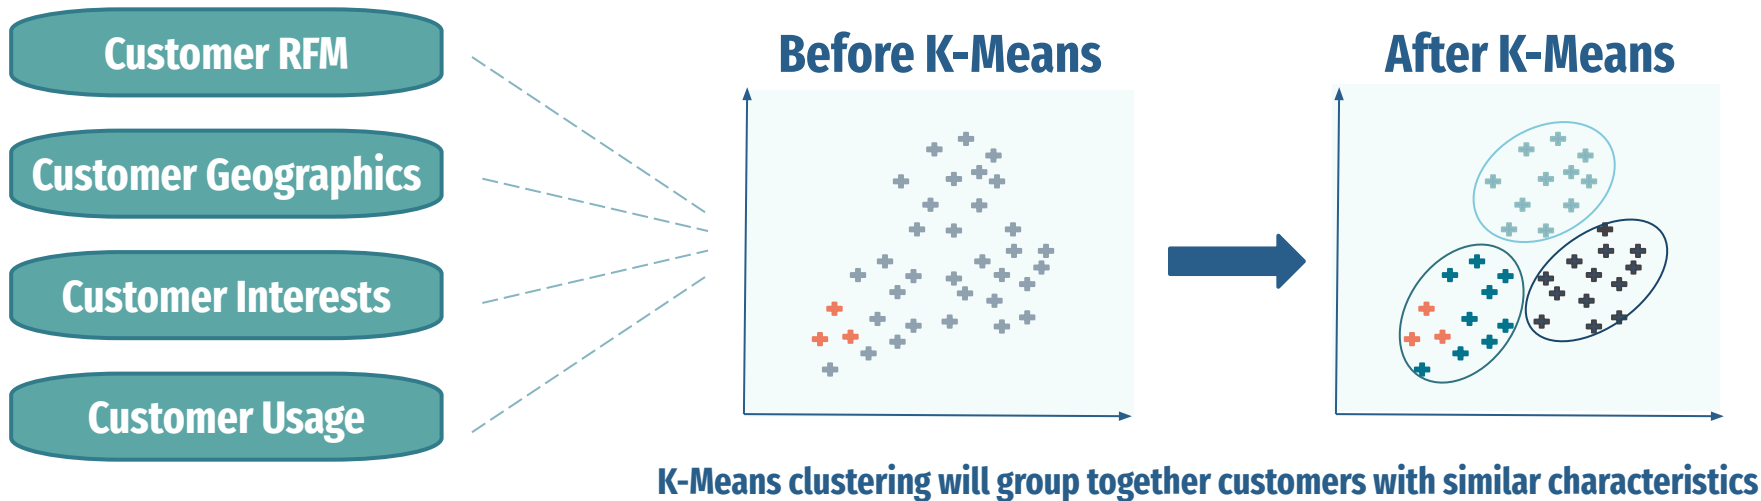 Customer RFM
Customer Geographics
Customer Interests
Customer Usage
Before K-Means
After K-Means
K-Means clustering will group together customers with similar characteristics